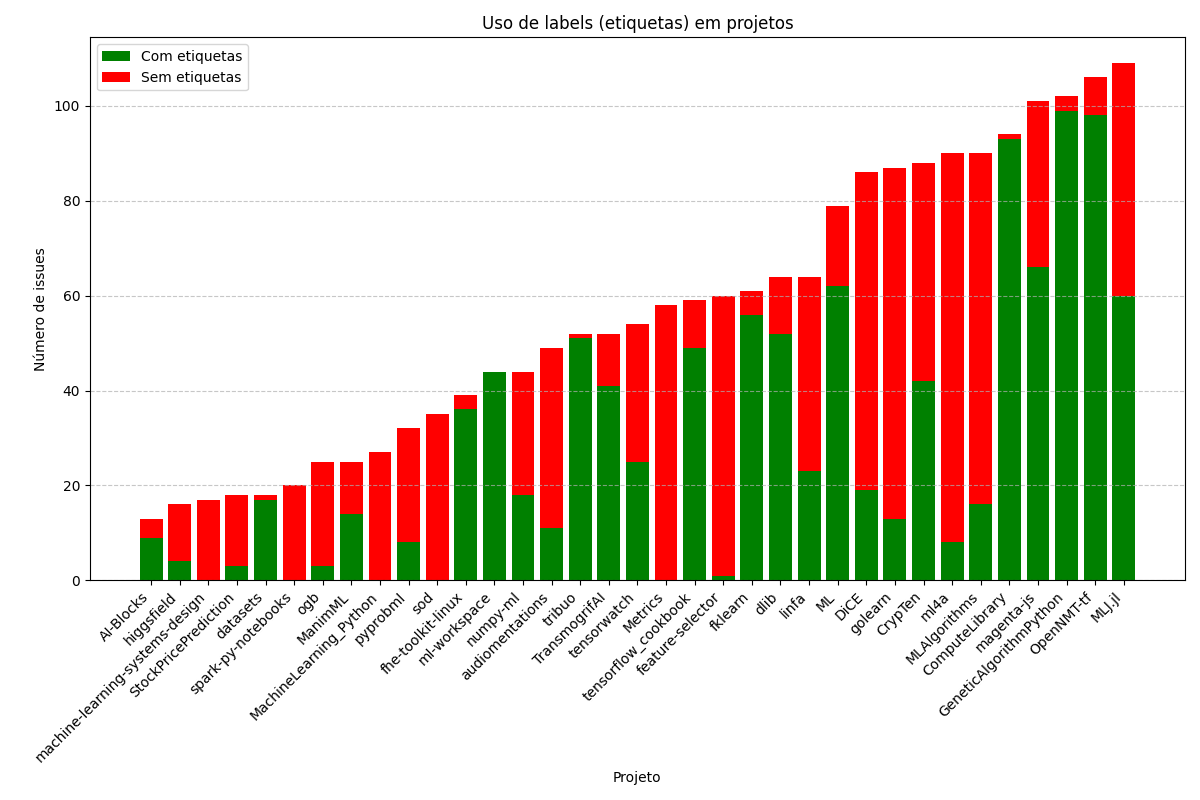 Uso de labels (etiquetas) em projetos
Com etiquetas
Sem etiquetas
Número de issues
100
80
60
40
20
0
AI-Blocks
higgsfield
machine-learning-systems-design
StockPricePrediction
datasets
spark-py-notebooks
ogb
ManimML
MachineLearning_Python
pyprobml
sod
fhe-toolkit-linux
ml-workspace
numpy-ml
audiomentations
tribuo
TransmogrifAI
tensorwatch
Metrics
tensorflow_cookbook
feature-selector
fklearn
dlib
linfa
ML
DiCE
golearn
CrypTen
ml4a
MLAlgorithms
ComputeLibrary
magenta-js
GeneticAlgorithmPython
OpenNMT-tf
MLJ.jl
Projeto